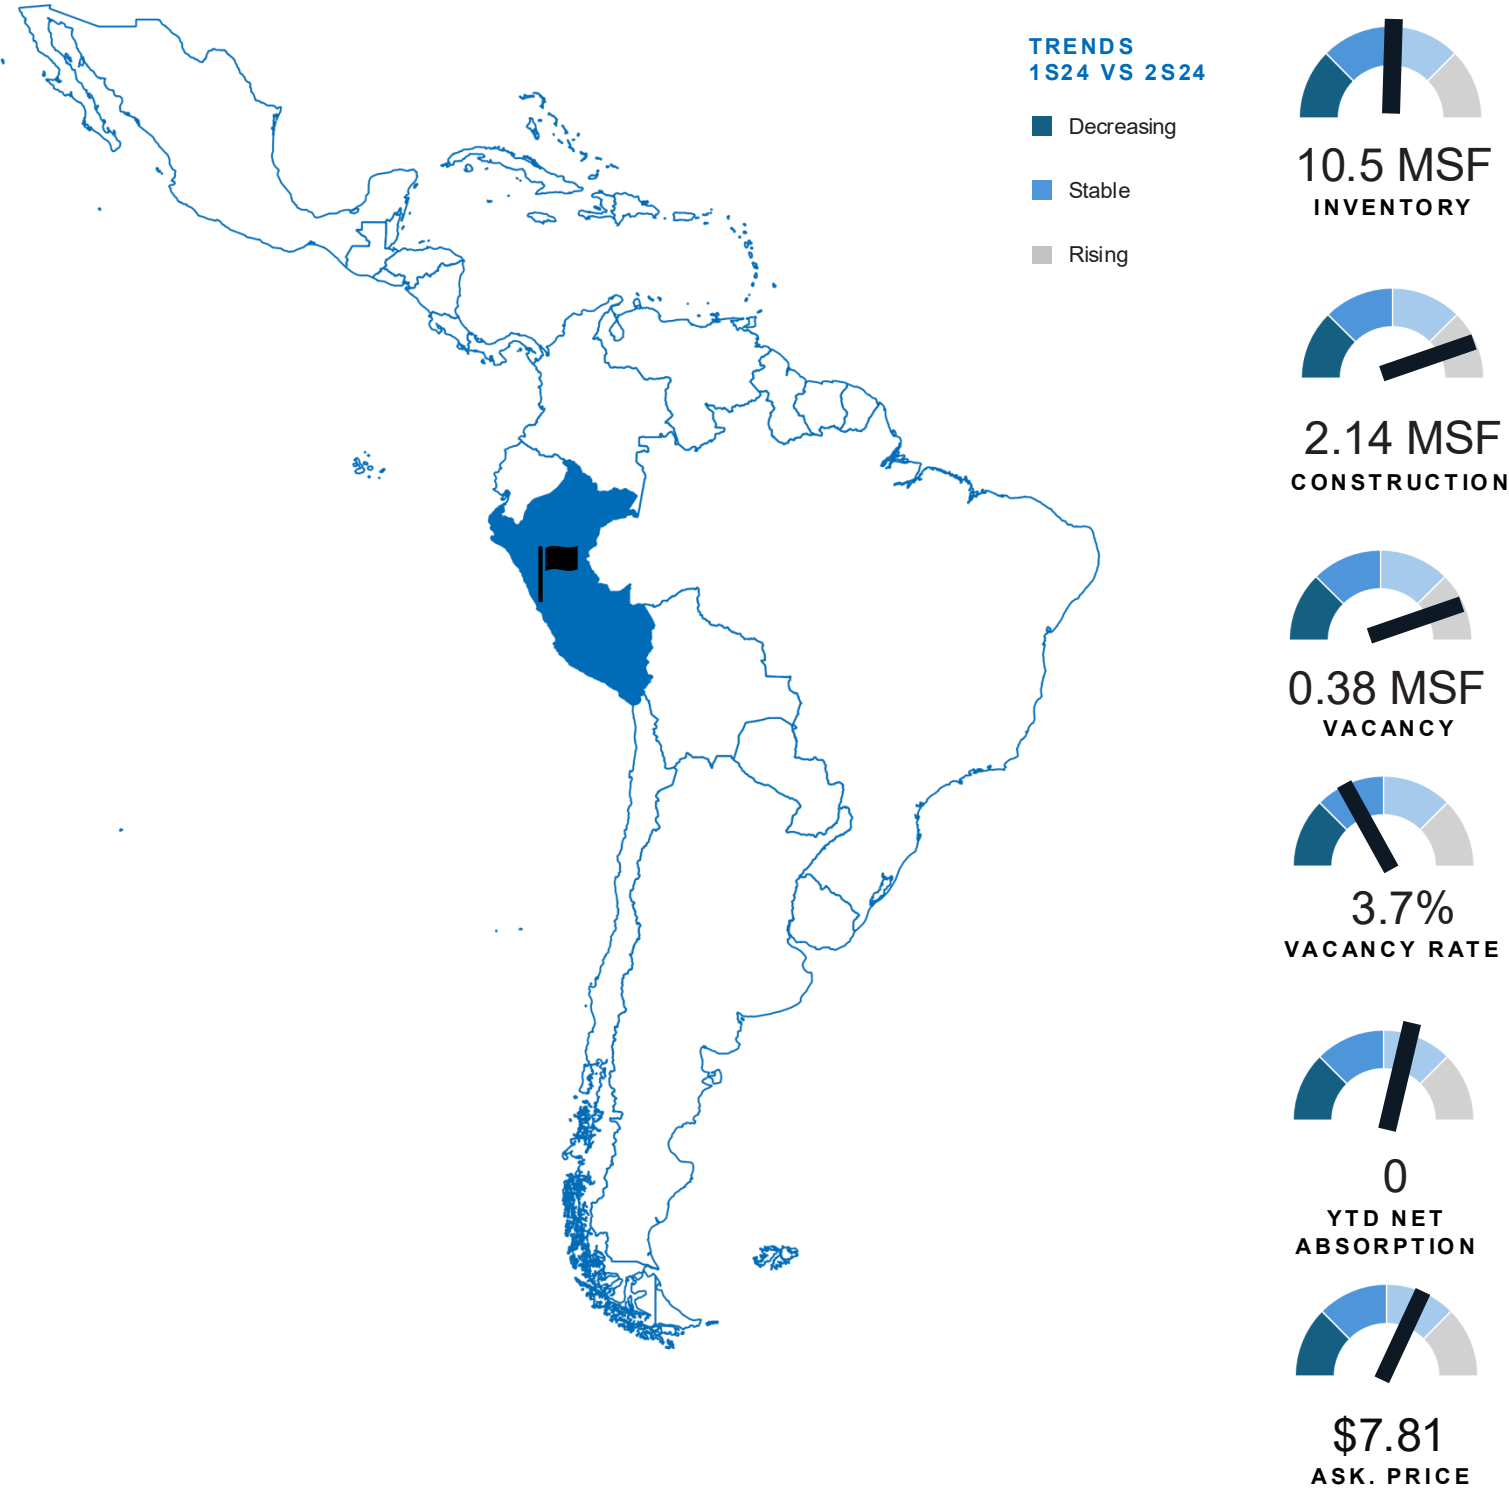 TRENDS
1S24 VS 2S24
Decreasing
Stable
Rising
10.5 MSF
INVENTORY
2.14 MSF
CONSTRUCTION
0.38 MSF
VACANCY
3.7%
VACANCY RATE
0
YTD NET
ABSORPTION
$7.81
ASK. PRICE